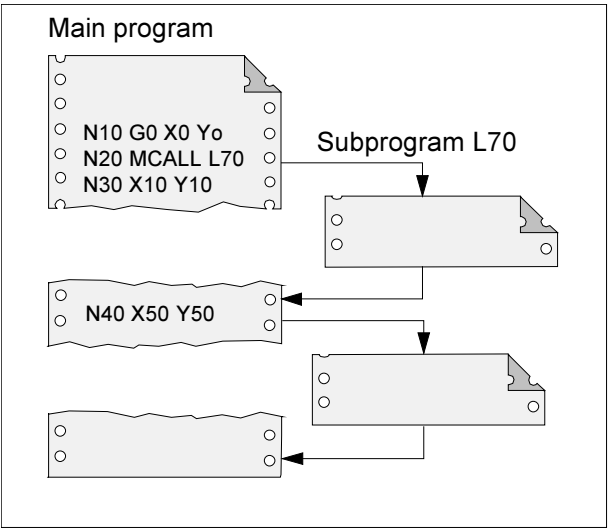 Main program
N10 G0 X0 Yo
N20 MCALL L70
N30 X10 Y10
Subprogram L70
N40 X50 Y50